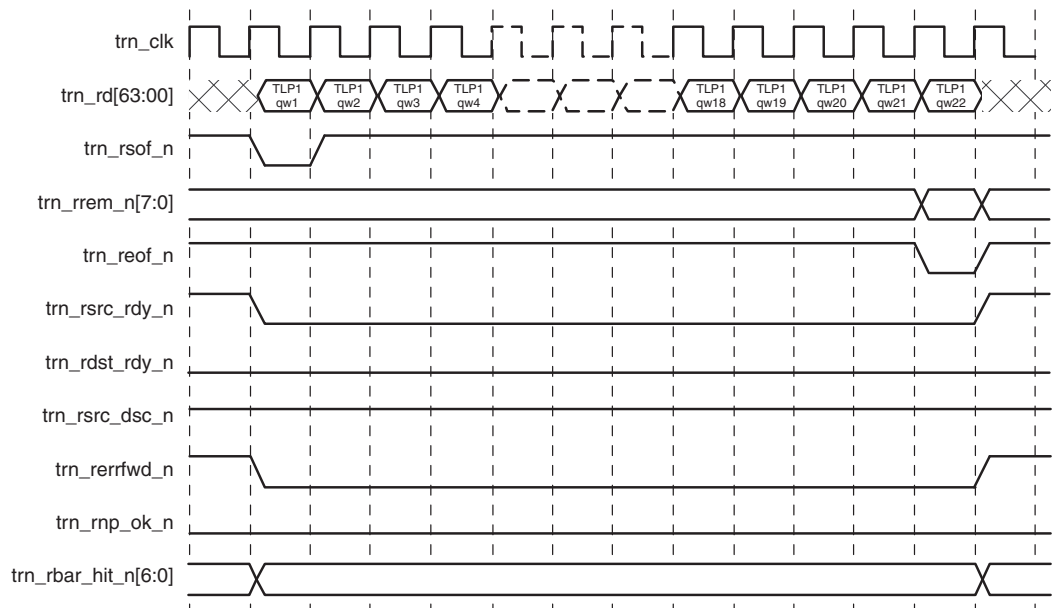 trn_clk
trn_rd[63:00]
TLP1 qw1
TLP1 qw2
TLP1 qw3
TLP1 qw4
TLP1 qw18
TLP1 qw19
TLP1 qw20
TLP1 qw21
TLP1 qw22
trn_rsof_n
trn_rrem_n[7:0]
trn_reof_n
trn_rsrc_rdy_n
trn_rdst_rdy_n
trn_rsrc_dsc_n
trn_rerrfwd_n
trn_rnp_ok_n
trn_rbar_hit_n[6:0]